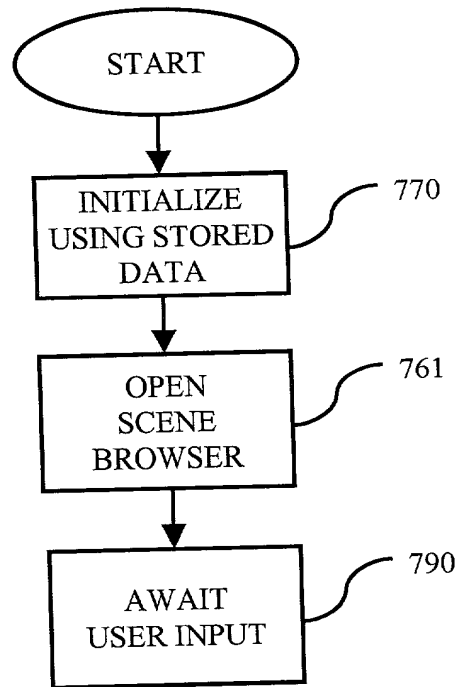 START
INITIALIZE
USING STORED
DATA
770
OPEN
SCENE
BROWSER
761
AWAIT
USER INPUT
790